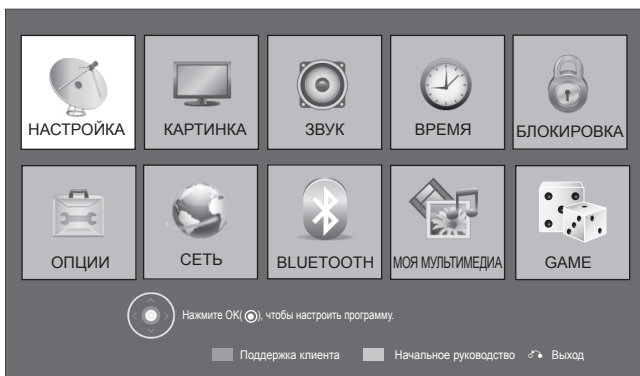 НАСТРОЙКА КАРТИНКА ЗВУК ВРЕМЯ БЛОКИРОВКА
ОПЦИИ СЕТЬ BLUETOOTH МОЯ МУЛЬТИМЕДИА GAME
Нажмите OK(), чтобы настроить программу.
Поддержка клиента Начальное руководство Выход